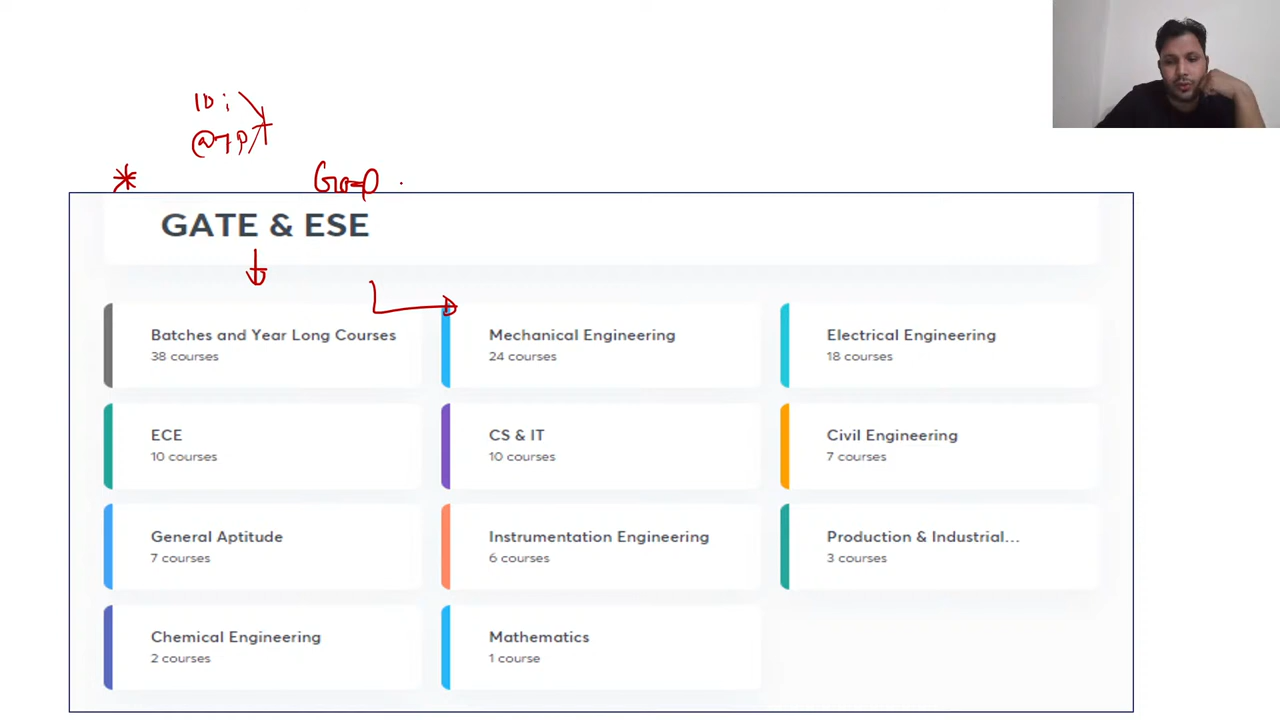 10:
*
Group .
GATE & ESE
Batches and Year Long Courses
38 courses
Mechanical Engineering
24 courses
Electrical Engineering
18 courses
ECE
10 courses
CS & IT
10 courses
Civil Engineering
7 courses
General Aptitude
7 courses
Instrumentation Engineering
6 courses
Production & Industrial...
3 courses
Chemical Engineering
2 courses
Mathematics
1 course